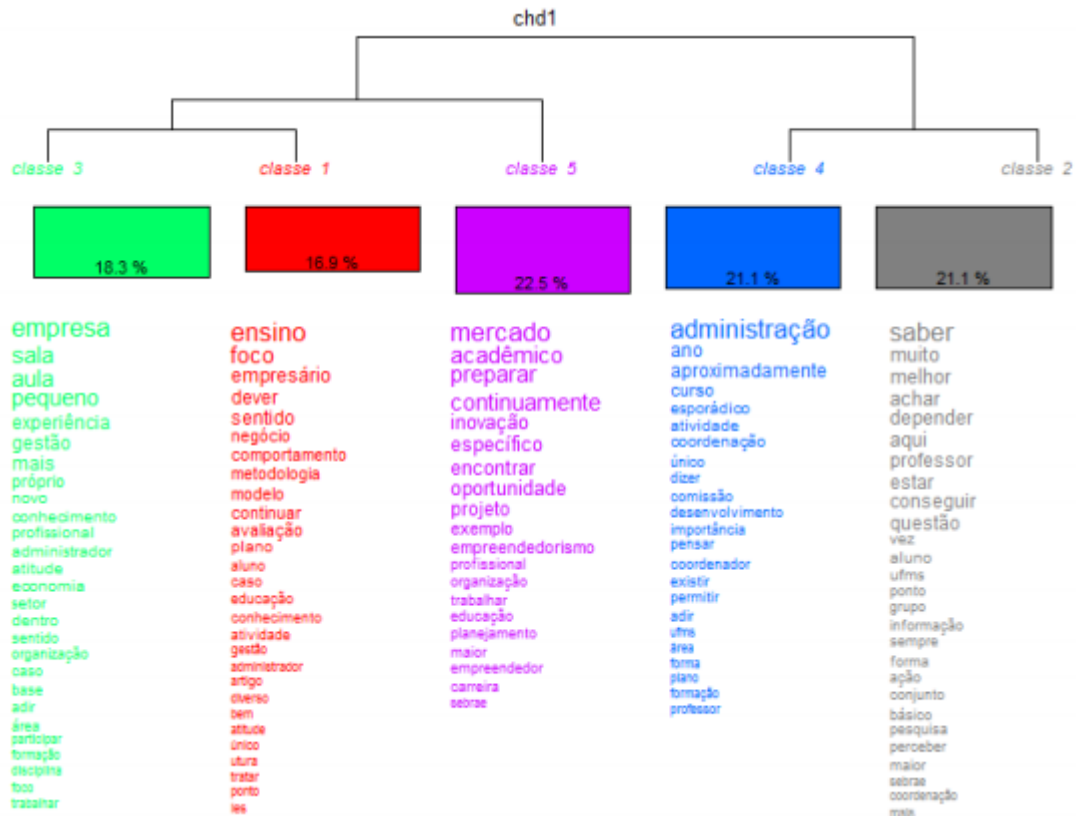 chd1
classe 3
classe 1
classe 5
classe 4
classe 2
18.3 %
16.9 %
22.5 %
21.1 %
21.1 %
empresa
sala
aula
pequeno
experiência
gestão
mais
próprio
novo
conhecimento
profissional
administrador
atitude
economia
setor
dentro
sentido
organização
caso
base
adir
área
participar
formação
disciplina
foco
trabalhar
ensino
foco
empresário
dever
sentido
negócio
comportamento
metodologia
modelo
continuar
avaliação
plano
aluno
caso
educação
conhecimento
atividade
gestão
administrador
artigo
diverso
bem
atitude
único
utura
tratar
ponto
ies
mercado
acadêmico
preparar
continuamente
inovação
específico
encontrar
oportunidade
projeto
exemplo
empreendedorismo
profissional
organização
trabalhar
educação
planejamento
maior
empreendedor
carreira
sebrae
administração
ano
aproximadamente
curso
esporádico
atividade
coordenação
único
dizer
comissão
desenvolvimento
importância
pensar
coordenador
existir
permitir
adir
ufms
área
forma
plano
formação
professor
saber
muito
melhor
achar
depender
aqui
professor
estar
conseguir
questão
vez
aluno
ufms
ponto
grupo
informação
sempre
forma
ação
conjunto
básico
pesquisa
perceber
maior
sebrae
coordenação
mais